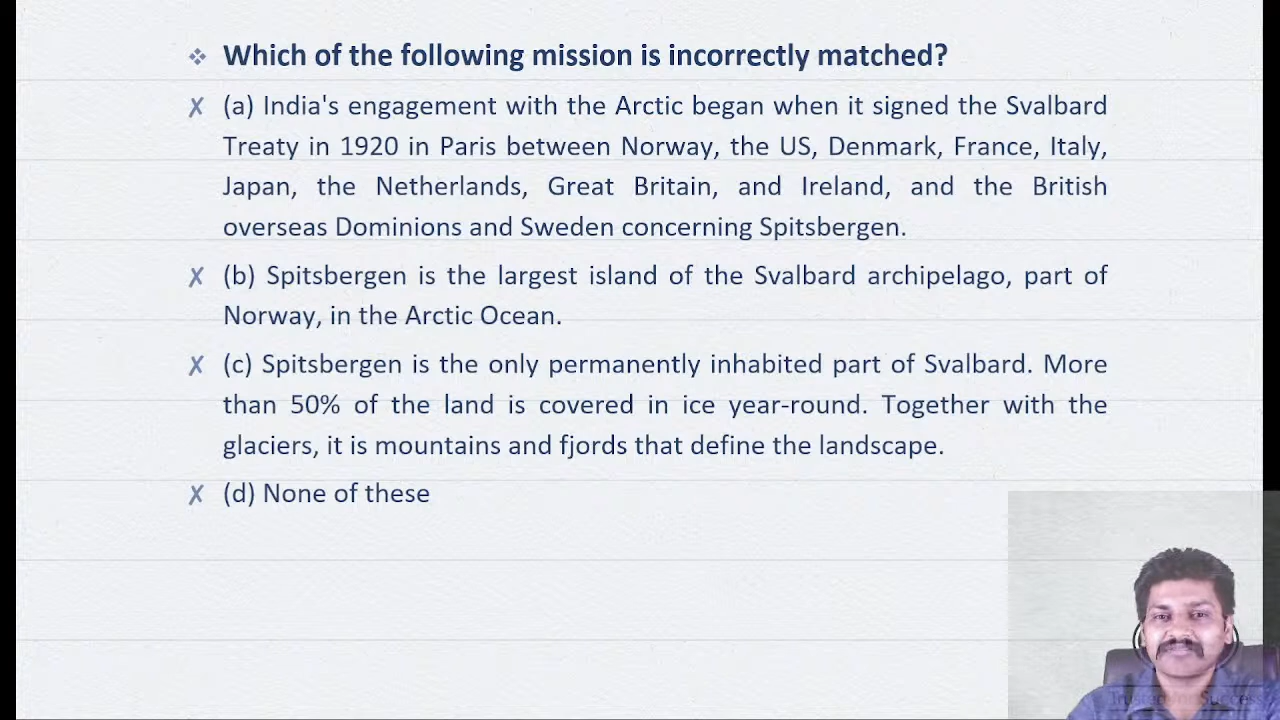 Which of the following mission is incorrectly matched?
(a) India's engagement with the Arctic began when it signed the Svalbard
Treaty in 1920 in Paris between Norway, the US, Denmark, France, Italy,
Japan, the Netherlands, Great Britain, and Ireland, and the British
overseas Dominions and Sweden concerning Spitsbergen.
(b) Spitsbergen is the largest island of the Svalbard archipelago, part of
Norway, in the Arctic Ocean.
(c) Spitsbergen is the only permanently inhabited part of Svalbard. More
than 50% of the land is covered in ice year-round. Together with the
glaciers, it is mountains and fjords that define the landscape.
(d) None of these
Success